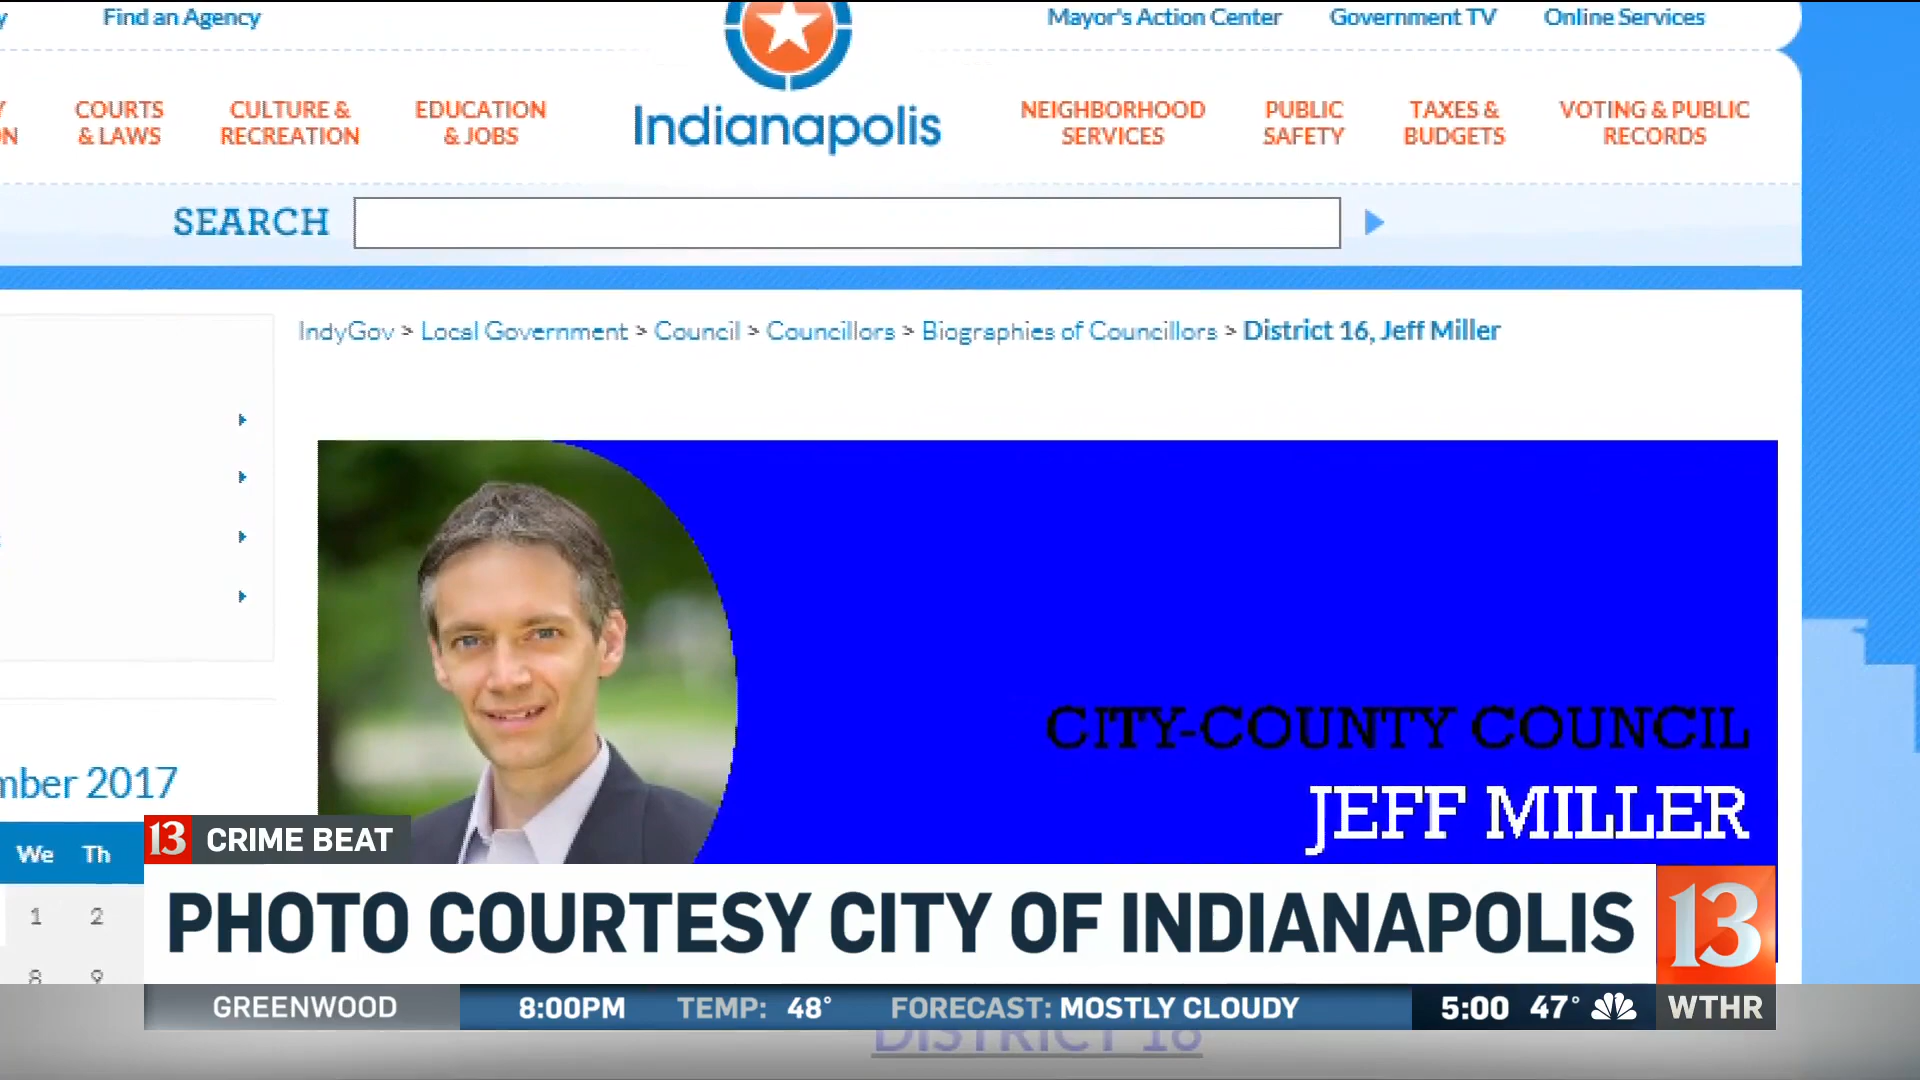 Find an Agency
Mayor's Action Center
Government TV
Online Services
COURTS
& LAWS
CULTURE &
RECREATION
EDUCATION
& JOBS
Indianapolis
NEIGHBORHOOD
SERVICES
PUBLIC
SAFETY
TAXES &
BUDGETS
VOTING & PUBLIC
RECORDS
SEARCH
IndyGov > Local Government > Council > Councillors > Biographies of Councillors > District 16, Jeff Miller
CITY-COUNTY COUNCIL
JEFF MILLER
mber 2017
We Th
1 2
8 9
13 CRIME BEAT
PHOTO COURTESY CITY OF INDIANAPOLIS
13
GREENWOOD 8:00PM TEMP: 48° FORECAST: MOSTLY CLOUDY 5:00 47° WTHR
DISTRICT 16